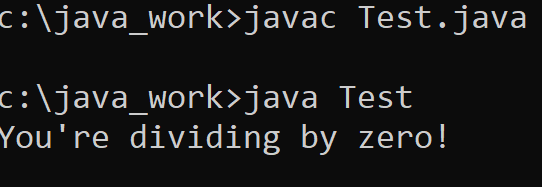 c:\java_work>javac Test.java
c:\java_work>java Test
You're dividing by zero!